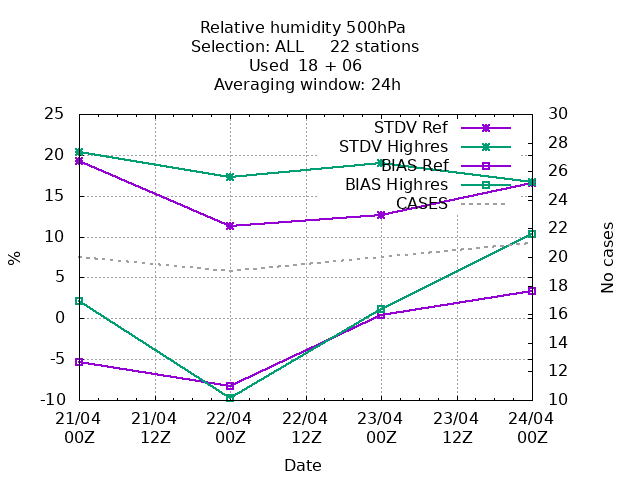 Relative humidity 500hPa
Selection: ALL 22 stations
Used 18 + 06
Averaging window: 24h
25
20
15
10
5
0
-5
-10
%
30
28
26
24
22
20
18
16
14
12
10
No cases
STDV Ref
STDV Highres
BIAS Ref
BIAS Highres
CASES
21/04 21/04 22/04 22/04 23/04 23/04 24/04
00Z 12Z 00Z 12Z 00Z 12Z 00Z
Date